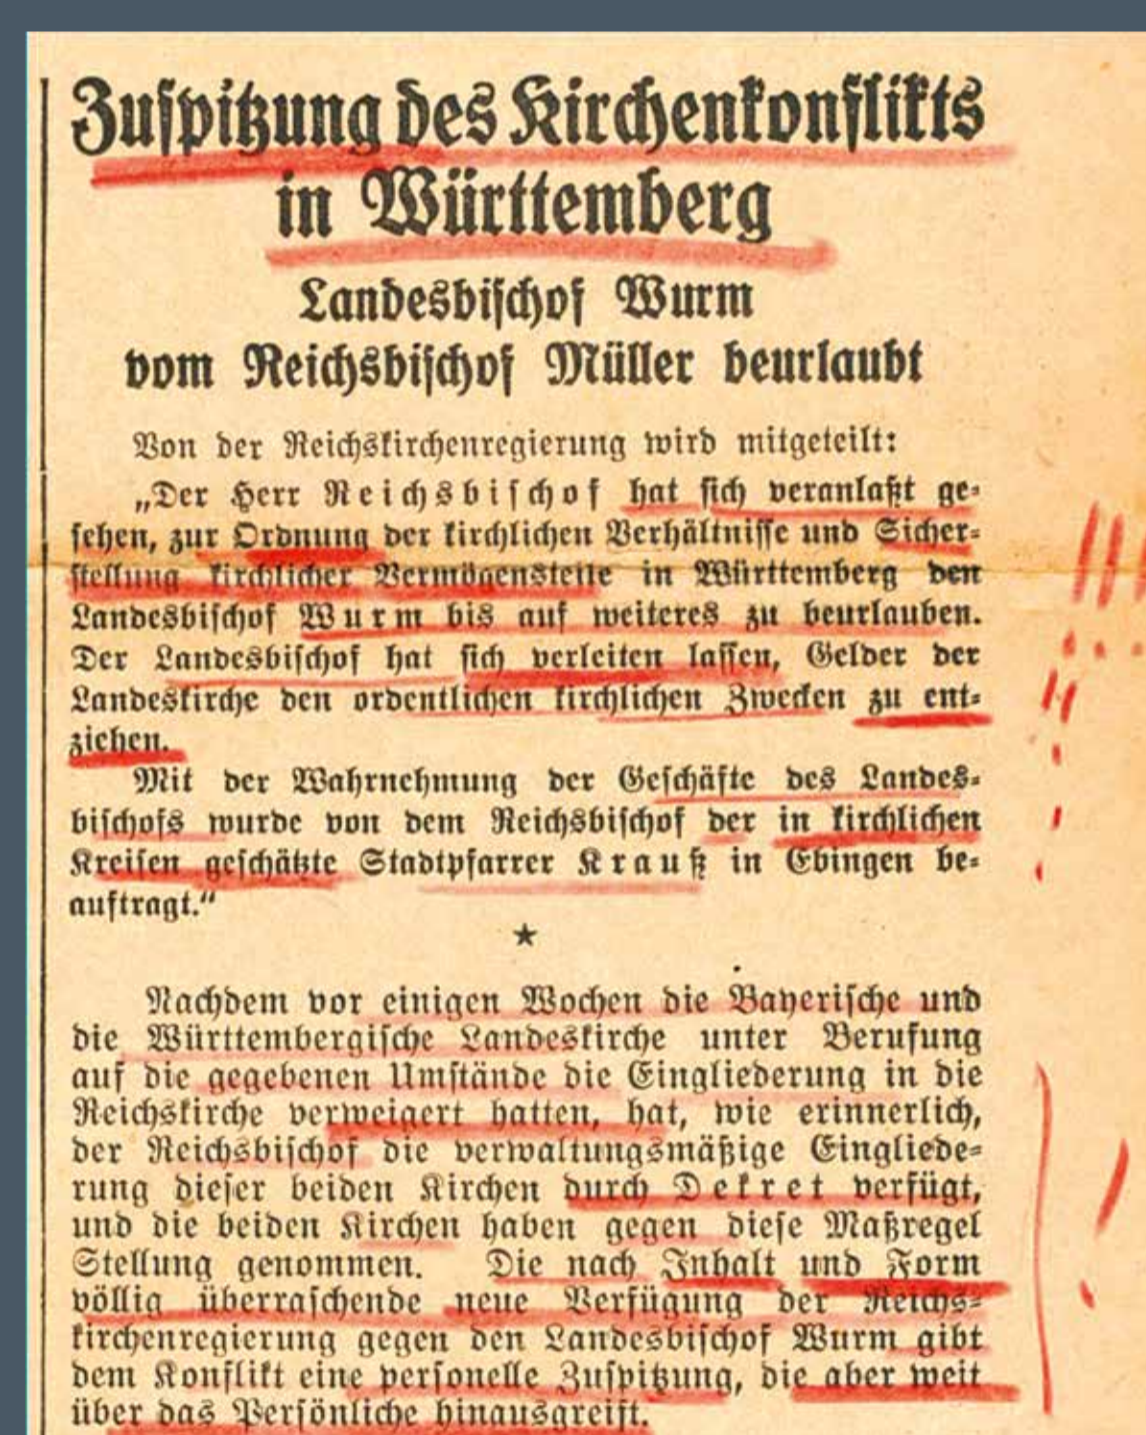 Zuspitzung des Kirchenkonflikts
in Württemberg
Landesbischof Wurm
vom Reichsbischof Müller beurlaubt
Von der Reichskirchenregierung wird mitgeteilt:
„Der Herr Reichsbischof hat sich veranlaßt ge-
sehen, zur Ordnung der kirchlichen Verhältnisse und Sicher-
stellung kirchlicher Vermögensteile in Württemberg den
Landesbischof Wurm bis auf weiteres zu beurlauben.
Der Landesbischof hat sich verleiten lassen, Gelder der
Landeskirche den ordentlichen kirchlichen Zwecken zu ent-
ziehen.
Mit der Wahrnehmung der Geschäfte des Landes-
bischofs wurde von dem Reichsbischof der in kirchlichen
Kreisen geschätzte Stadtpfarrer Krauß in Ebingen be-
auftragt.“
★
Nachdem vor einigen Wochen die Bayerische und
die Württembergische Landeskirche unter Berufung
auf die gegebenen Umstände die Eingliederung in die
Reichskirche verweigert hatten, hat, wie erinnerlich,
der Reichsbischof die verwaltungsmäßige Eingliede-
rung dieser beiden Kirchen durch Dekret verfügt,
und die beiden Kirchen haben gegen diese Maßregel
Stellung genommen. Die nach Inhalt und Form
völlig überraschende neue Verfügung der Reichs-
kirchenregierung gegen den Landesbischof Wurm gibt
dem Konflikt eine personelle Zuspitzung, die aber weit
über das Persönliche hinausgreift.